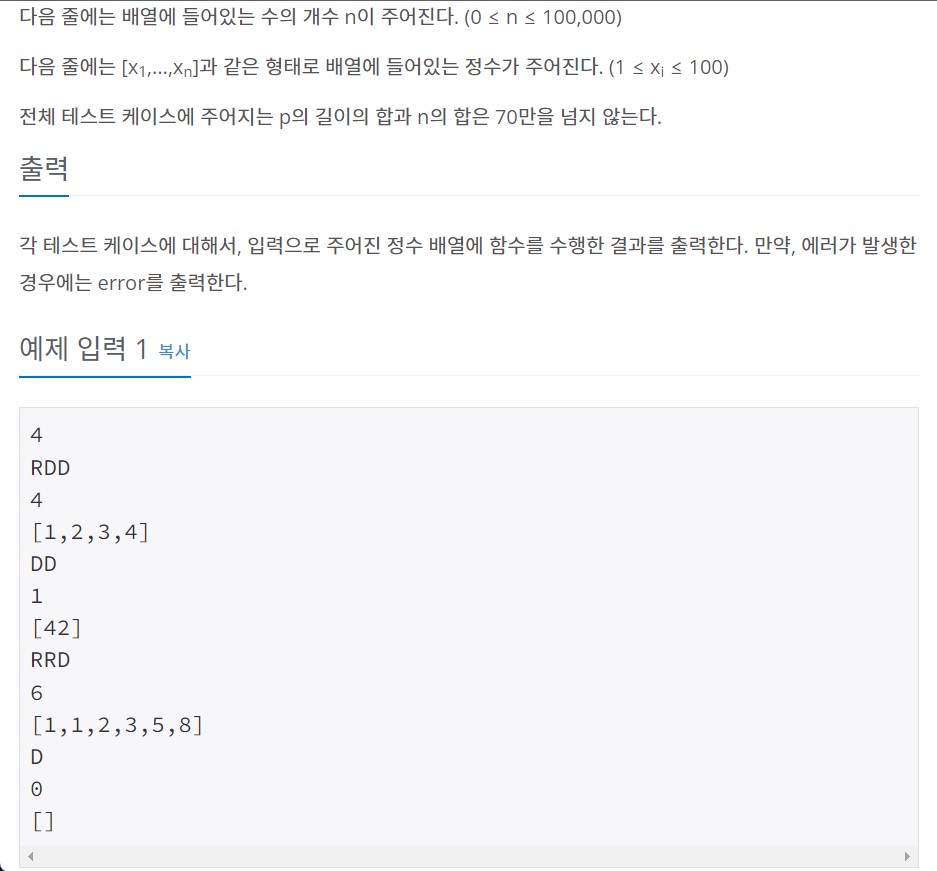 다음 줄에는 배열에 들어있는 수의 개수 n이 주어진다. (0 ≤ n ≤ 100,000)
다음 줄에는 [x₁,...,xₙ]과 같은 형태로 배열에 들어있는 정수가 주어진다. (1 ≤ xᵢ ≤ 100)
전체 테스트 케이스에 주어지는 p의 길이의 합과 n의 합은 70만을 넘지 않는다.
출력
각 테스트 케이스에 대해서, 입력으로 주어진 정수 배열에 함수를 수행한 결과를 출력한다. 만약, 에러가 발생한
경우에는 error를 출력한다.
예제 입력 1 복사
4
RDD
4
[1,2,3,4]
DD
1
[42]
RRD
6
[1,1,2,3,5,8]
D
0
[]